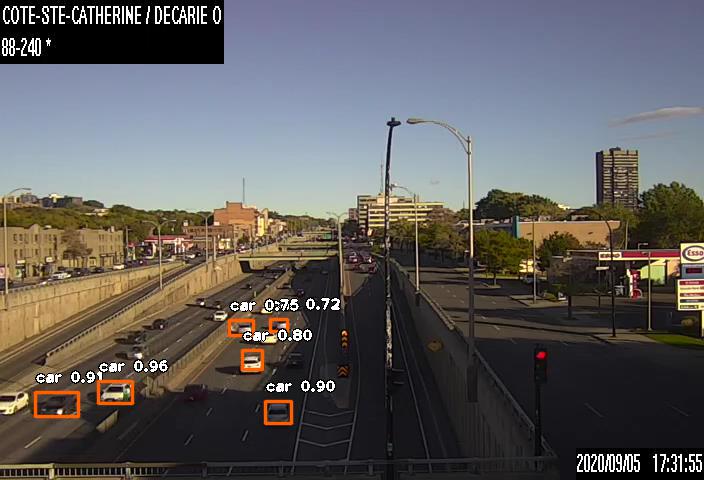 COTE-STE-CATHERINE / DECARIE O
88-240 *
car 0.75
0.72
car 0.80
car 0.91
car 0.96
car 0.90
ESSO
2020/09/05 17:31:55